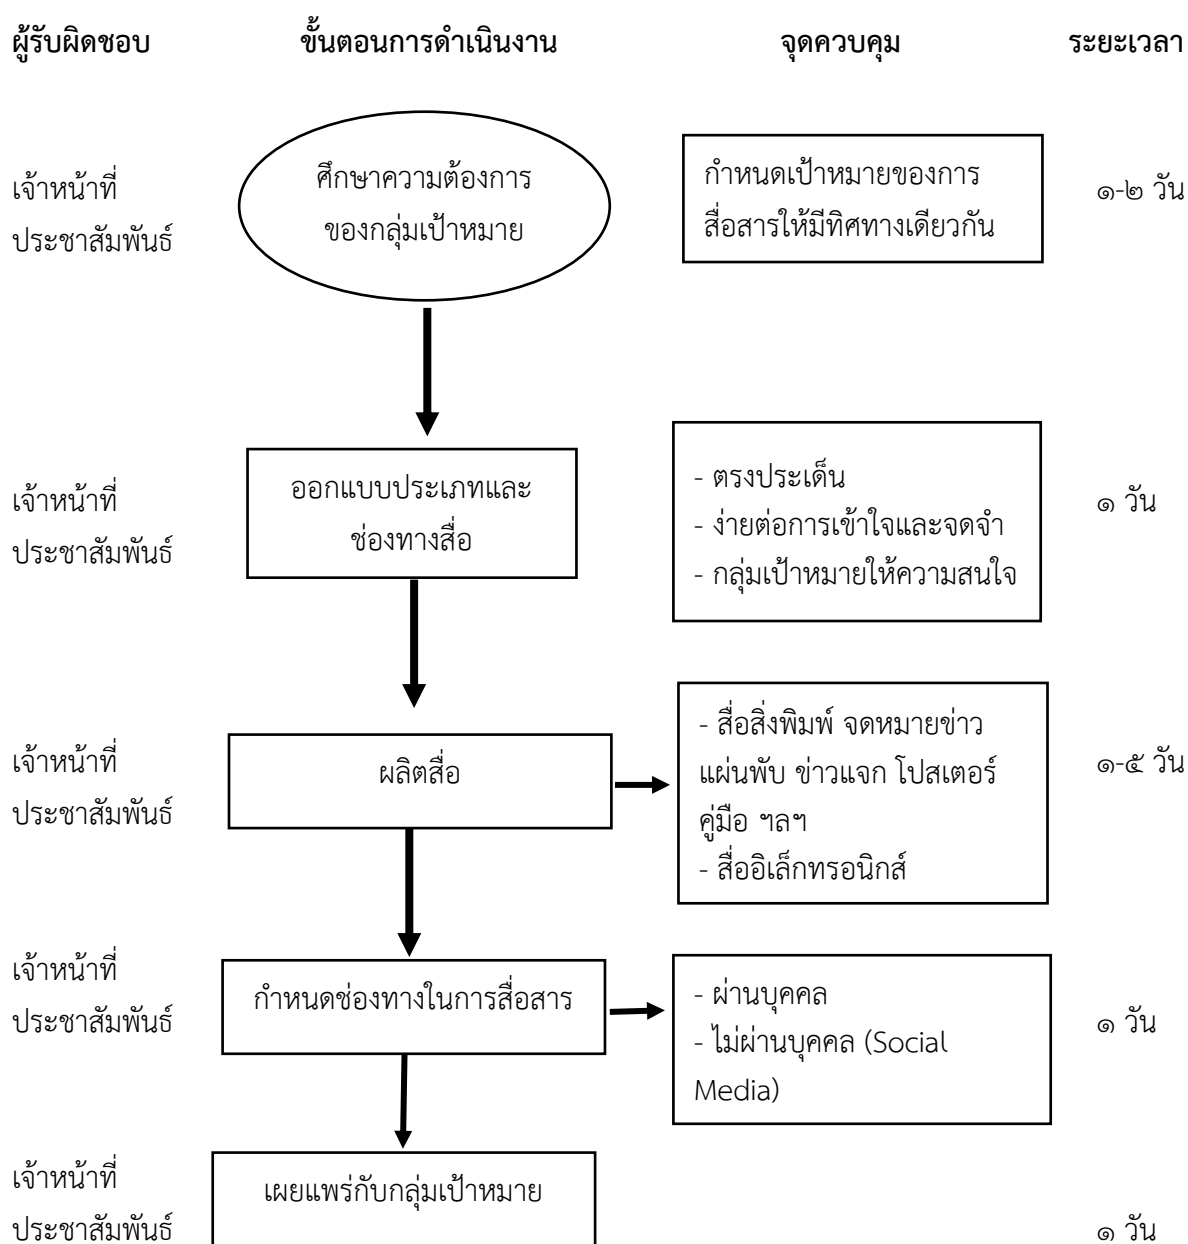 ผู้รับผิดชอบ ขั้นตอนการดำเนินงาน จุดควบคุม ระยะเวลา
เจ้าหน้าที่
ประชาสัมพันธ์
ศึกษาความต้องการ
ของกลุ่มเป้าหมาย
กำหนดเป้าหมายของการ
สื่อสารให้มีทิศทางเดียวกัน
๑-๒ วัน
เจ้าหน้าที่
ประชาสัมพันธ์
ออกแบบประเภทและ
ช่องทางสื่อ
- ตรงประเด็น
- ง่ายต่อการเข้าใจและจดจำ
- กลุ่มเป้าหมายให้ความสนใจ
๑ วัน
เจ้าหน้าที่
ประชาสัมพันธ์
ผลิตสื่อ
- สื่อสิ่งพิมพ์ จดหมายข่าว
แผ่นพับ ข่าวแจก โปสเตอร์
คู่มือ ฯลฯ
- สื่ออิเล็กทรอนิกส์
๑-๕ วัน
เจ้าหน้าที่
ประชาสัมพันธ์
กำหนดช่องทางในการสื่อสาร
- ผ่านบุคคล
- ไม่ผ่านบุคคล (Social
Media)
๑ วัน
เจ้าหน้าที่
ประชาสัมพันธ์
เผยแพร่กับกลุ่มเป้าหมาย
๑ วัน